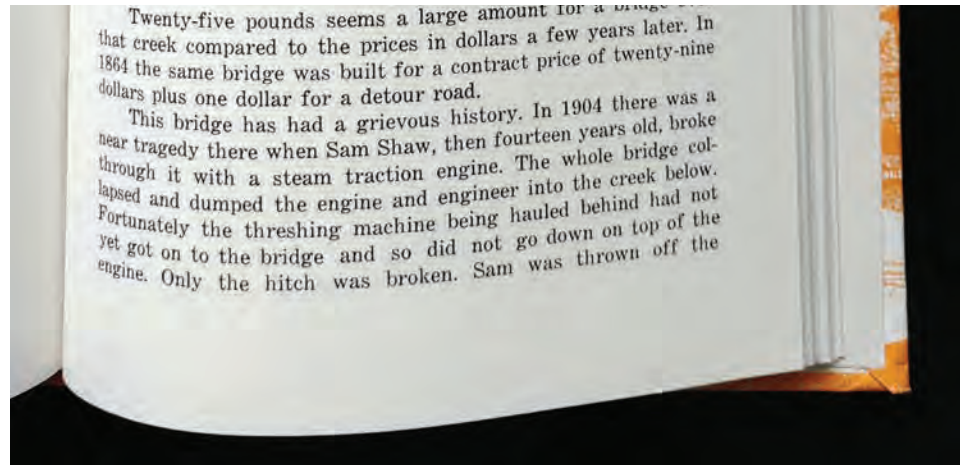 Twenty-five pounds seems a large amount for a bridge
that creek compared to the prices in dollars a few years later. In
1864 the same bridge was built for a contract price of twenty-nine
dollars plus one dollar for a detour road.
This bridge has had a grievous history. In 1904 there was a
near tragedy there when Sam Shaw, then fourteen years old, broke
through it with a steam traction engine. The whole bridge col-
lapsed and dumped the engine and engineer into the creek below.
Fortunately the threshing machine being hauled behind had not
yet got on to the bridge and so did not go down on top of the
engine. Only the hitch was broken. Sam was thrown off the